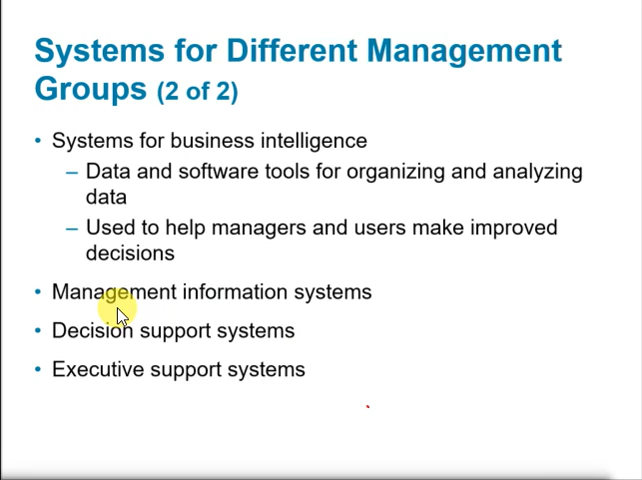 Systems for Different Management
Groups (2 of 2)
• Systems for business intelligence
– Data and software tools for organizing and analyzing
data
– Used to help managers and users make improved
decisions
• Management information systems
• Decision support systems
• Executive support systems